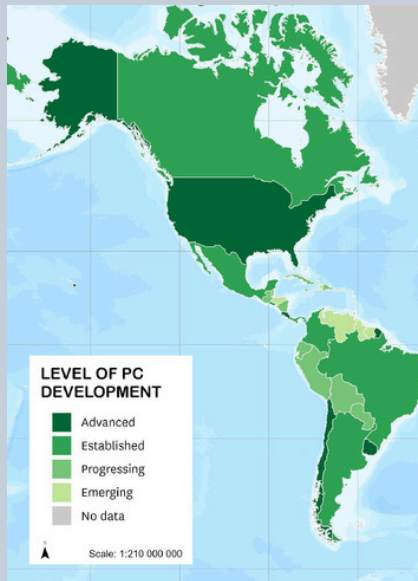 LEVEL OF PC
DEVELOPMENT
Advanced
Established
Progressing
Emerging
No data
Scale: 1:210 000 000